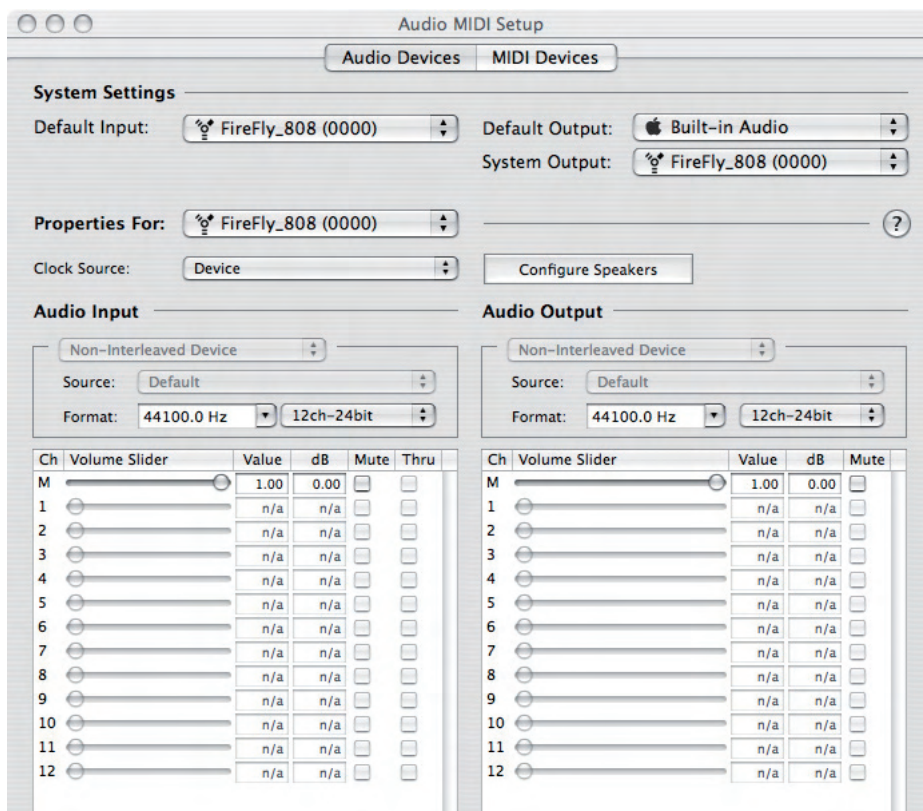 Audio MIDI Setup
Audio Devices MIDI Devices
System Settings
Default Input: FireFly_808 (0000) Default Output: Built-in Audio
System Output: FireFly_808 (0000)
Properties For: FireFly_808 (0000) ?
Clock Source: Device Configure Speakers
Audio Input Audio Output
Non-Interleaved Device Non-Interleaved Device
Source: Default Source: Default
Format: 44100.0 Hz 12ch-24bit Format: 44100.0 Hz 12ch-24bit
Ch Volume Slider Value dB Mute Thru Ch Volume Slider Value dB Mute
M 1.00 0.00 M 1.00 0.00
1 n/a n/a 1 n/a n/a
2 n/a n/a 2 n/a n/a
3 n/a n/a 3 n/a n/a
4 n/a n/a 4 n/a n/a
5 n/a n/a 5 n/a n/a
6 n/a n/a 6 n/a n/a
7 n/a n/a 7 n/a n/a
8 n/a n/a 8 n/a n/a
9 n/a n/a 9 n/a n/a
10 n/a n/a 10 n/a n/a
11 n/a n/a 11 n/a n/a
12 n/a n/a 12 n/a n/a